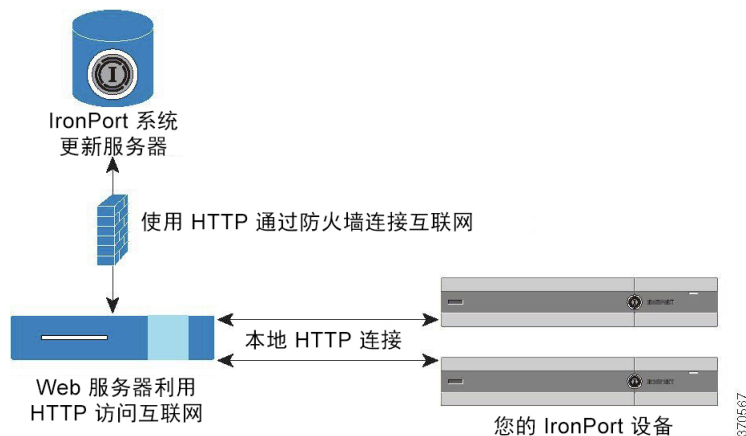 IronPort 系统
更新服务器
使用 HTTP 通过防火墙连接互联网
本地 HTTP 连接
Web 服务器利用
HTTP 访问互联网
IRONPORT
IRONPORT
您的 IronPort 设备
370567